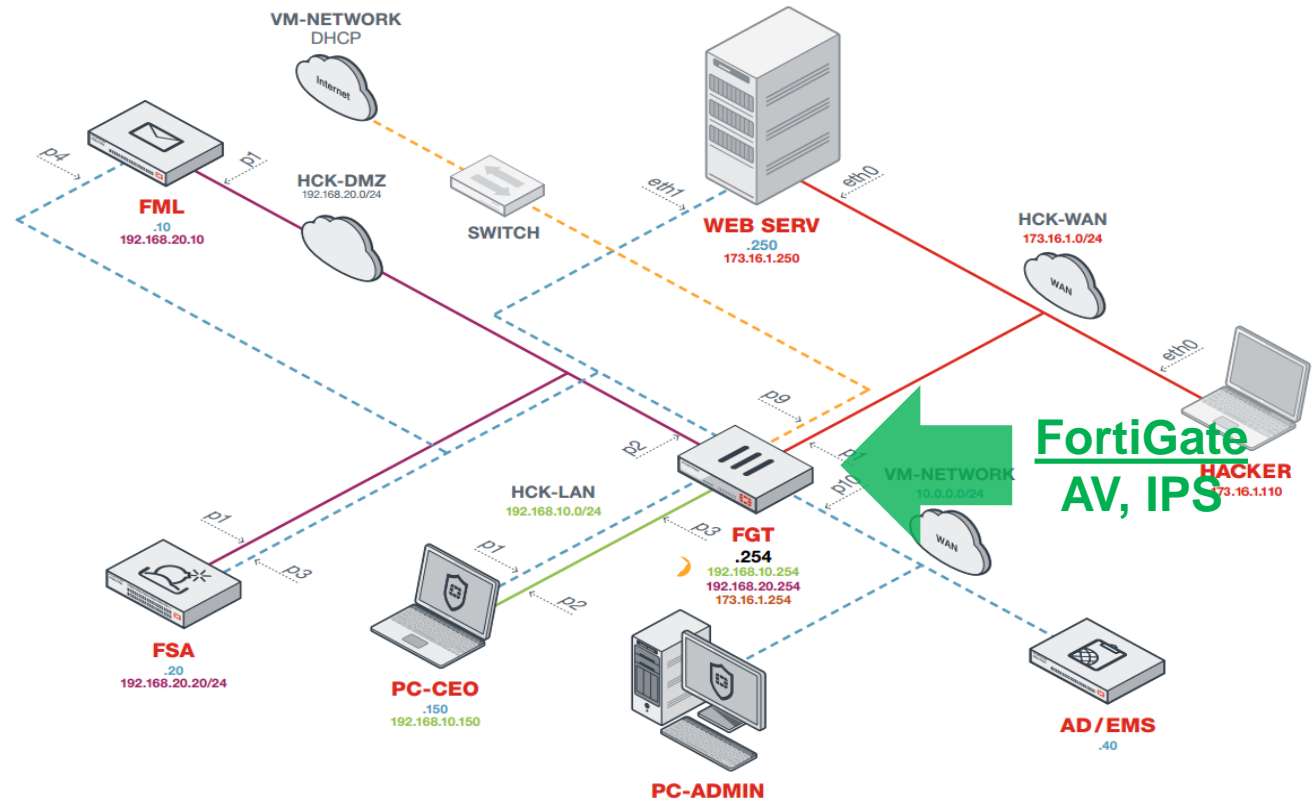 VM-NETWORK
DHCP
Internet
p4
p1
HCK-DMZ
192.168.20.0/24
FML
.10
192.168.20.10
SWITCH
eth1
eth0
WEB SERV
.250
173.16.1.250
HCK-WAN
173.16.1.0/24
WAN
eth0
HACKER
173.16.1.110
FortiGate
AV, IPS
p9
p2
p1
p10
VM-NETWORK
10.0.0.0/24
WAN
HCK-LAN
192.168.10.0/24
p3
FGT
.254
192.168.10.254
192.168.20.254
173.16.1.254
p1
p3
FSA
.20
192.168.20.20/24
p1
p2
PC-CEO
.150
192.168.10.150
PC-ADMIN
AD/EMS
.40